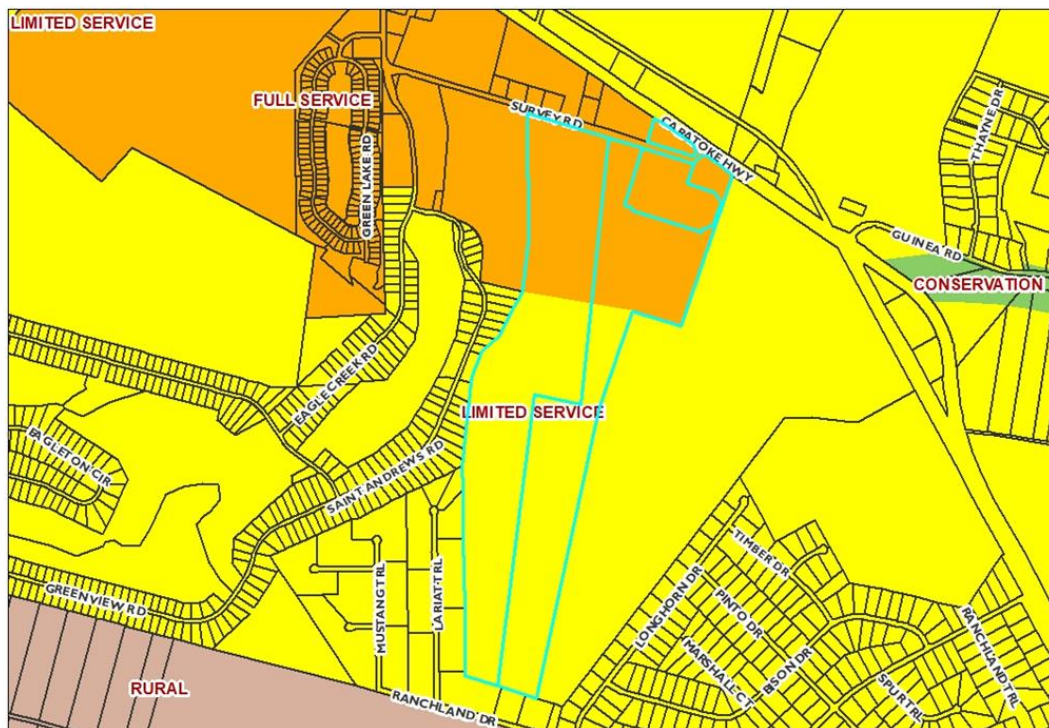 LIMITED SERVICE
FULL SERVICE
SURVEY RD
CAPATOKE HWY
THAYNE DR
GREEN LAKE RD
GUINEA RD
CONSERVATION
EAGLE CREEK RD
LIMITED SERVICE
EAGLETON CIR
SAINT ANDREWS RD
TIMBER DR
GREENVIEW RD
MUSTANG TRL
LARIAT TRL
LONGHORN DR
PINTO DR
MARSHALL CT
BISON DR
RANCHLAND TRL
SPUR TRL
RURAL
RANCHLAND DR